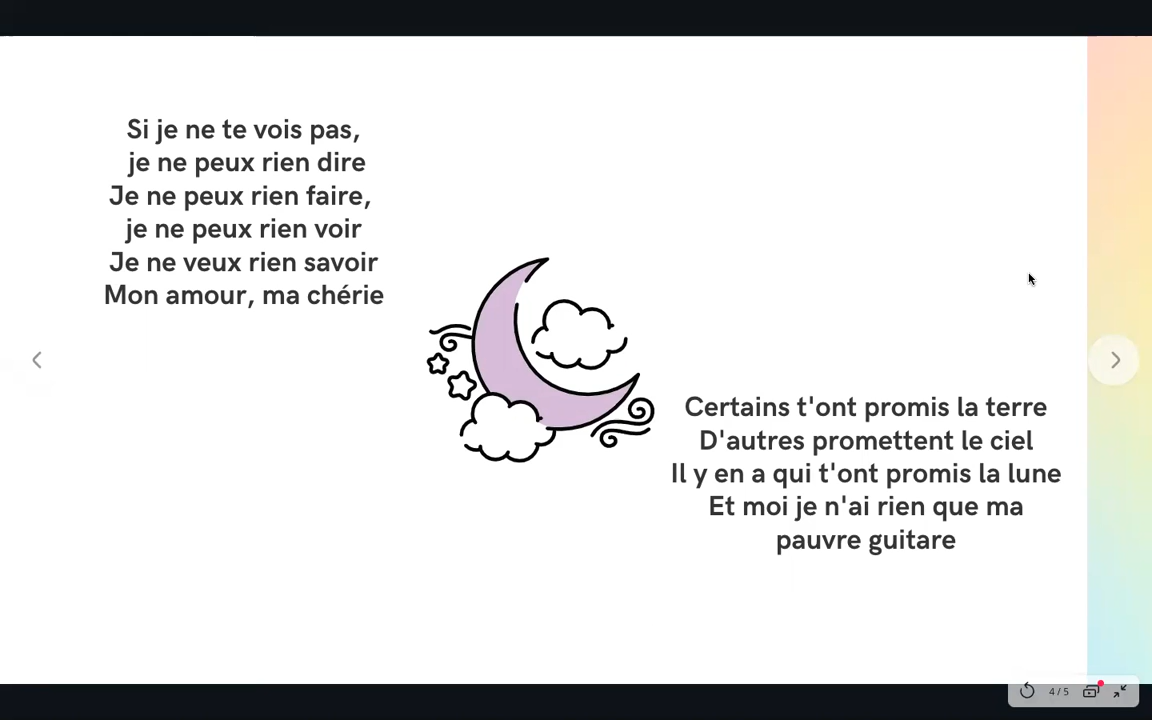 Si je ne te vois pas,
je ne peux rien dire
Je ne peux rien faire,
je ne peux rien voir
Je ne veux rien savoir
Mon amour, ma chérie
Certains t'ont promis la terre
D'autres promettent le ciel
Il y en a qui t'ont promis la lune
Et moi je n'ai rien que ma
pauvre guitare
4 / 5